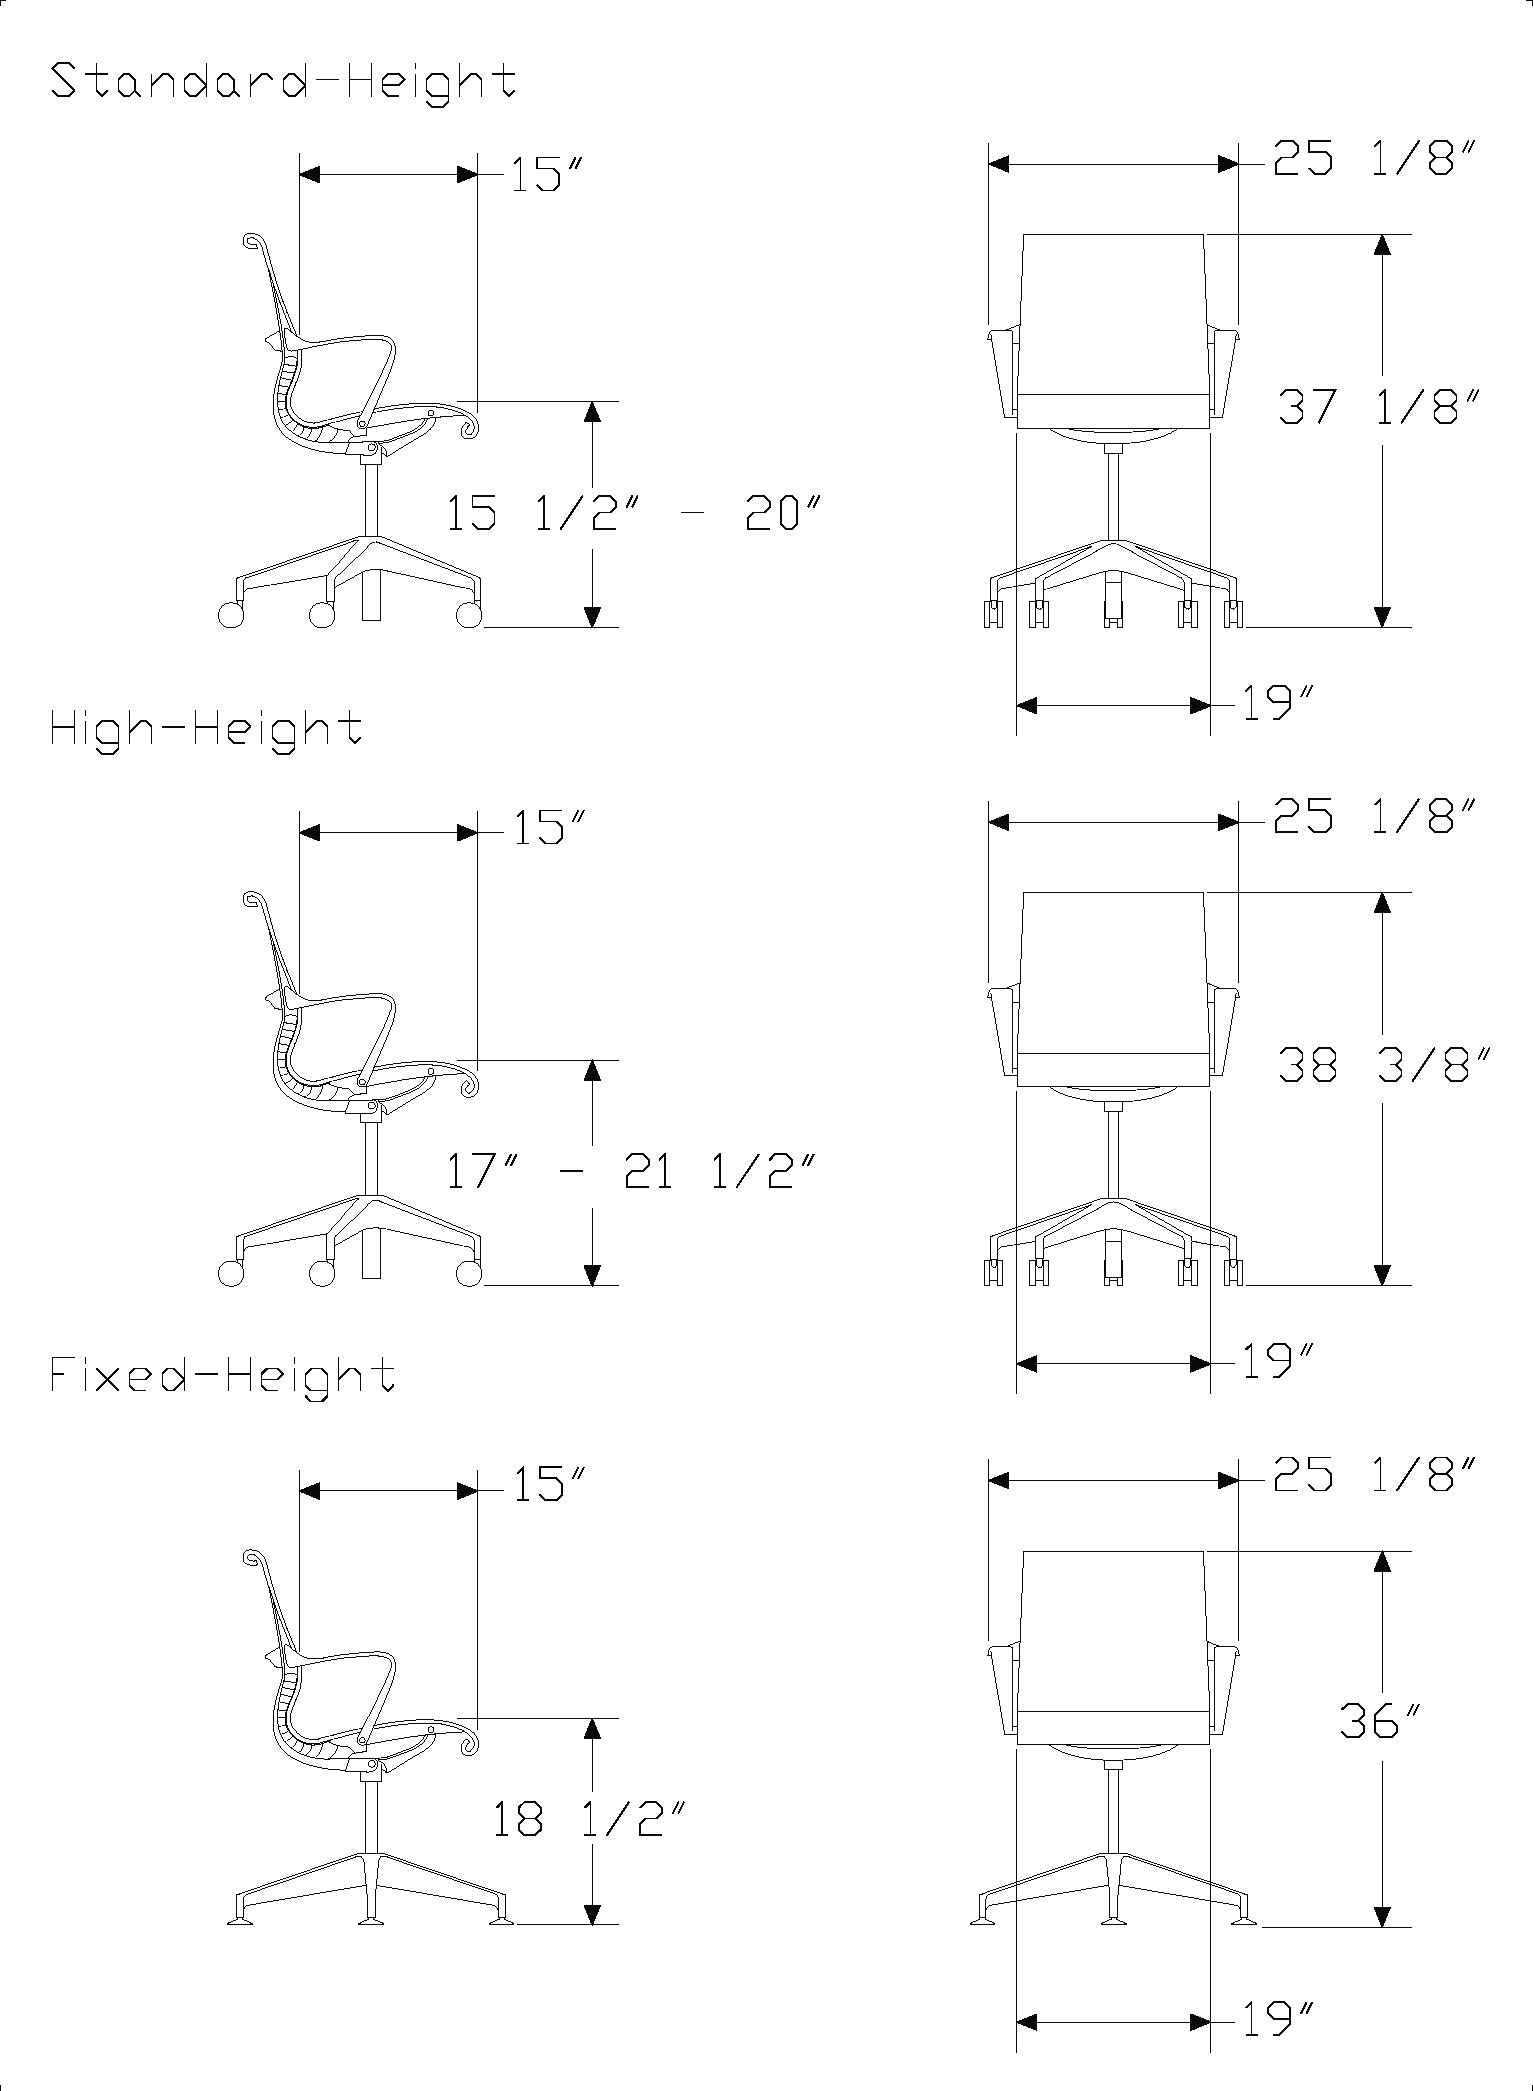 Standard-Height
15"
25 1/8"
37 1/8"
15 1/2" - 20"
19"
High-Height
15"
25 1/8"
38 3/8"
17" - 21 1/2"
19"
Fixed-Height
15"
25 1/8"
36"
18 1/2"
19"